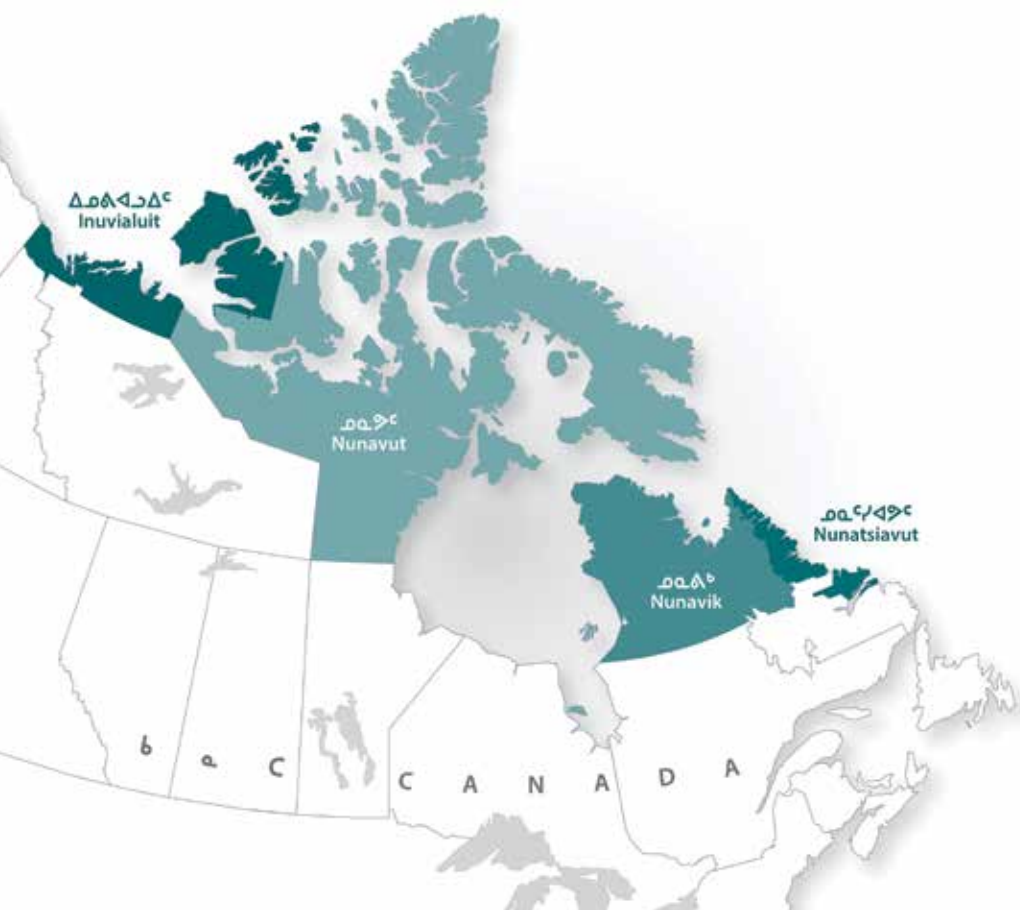 ᐃᓄᕕᐊᓗᐃᑦ
Inuvialuit
ᓄᓇᕗᑦ
Nunavut
ᓄᓇᑦᓯᐊᕗᑦ
Nunatsiavut
ᓄᓇᕕᒃ
Nunavik
ᑲ ᓇ ᑕ C A N A D A